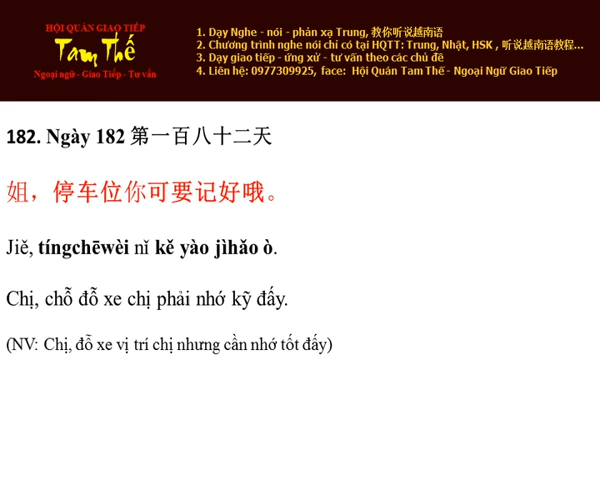 HỘI QUÁN GIAO TIẾP
Tam Thế
Ngoại ngữ - Giao Tiếp - Tư vấn
1. Dạy Nghe - nói - phản xạ Trung, 教你听说越南语
2. Chương trình nghe nói chỉ có tại HQTT: Trung, Nhật, HSK , 听说越南语教程...
3. Dạy giao tiếp - ứng xử - tư vấn theo các chủ đề
4. Liên hệ: 0977309925, face: Hội Quán Tam Thế - Ngoại Ngữ Giao Tiếp
182. Ngày 182 第一百八十二天
姐，停车位你可要记好哦。
Jiě, tíngchēwèi nǐ kě yào jìhǎo ò.
Chị, chỗ đỗ xe chị phải nhớ kỹ đấy.
(NV: Chị, đỗ xe vị trí chị nhưng cần nhớ tốt đấy)